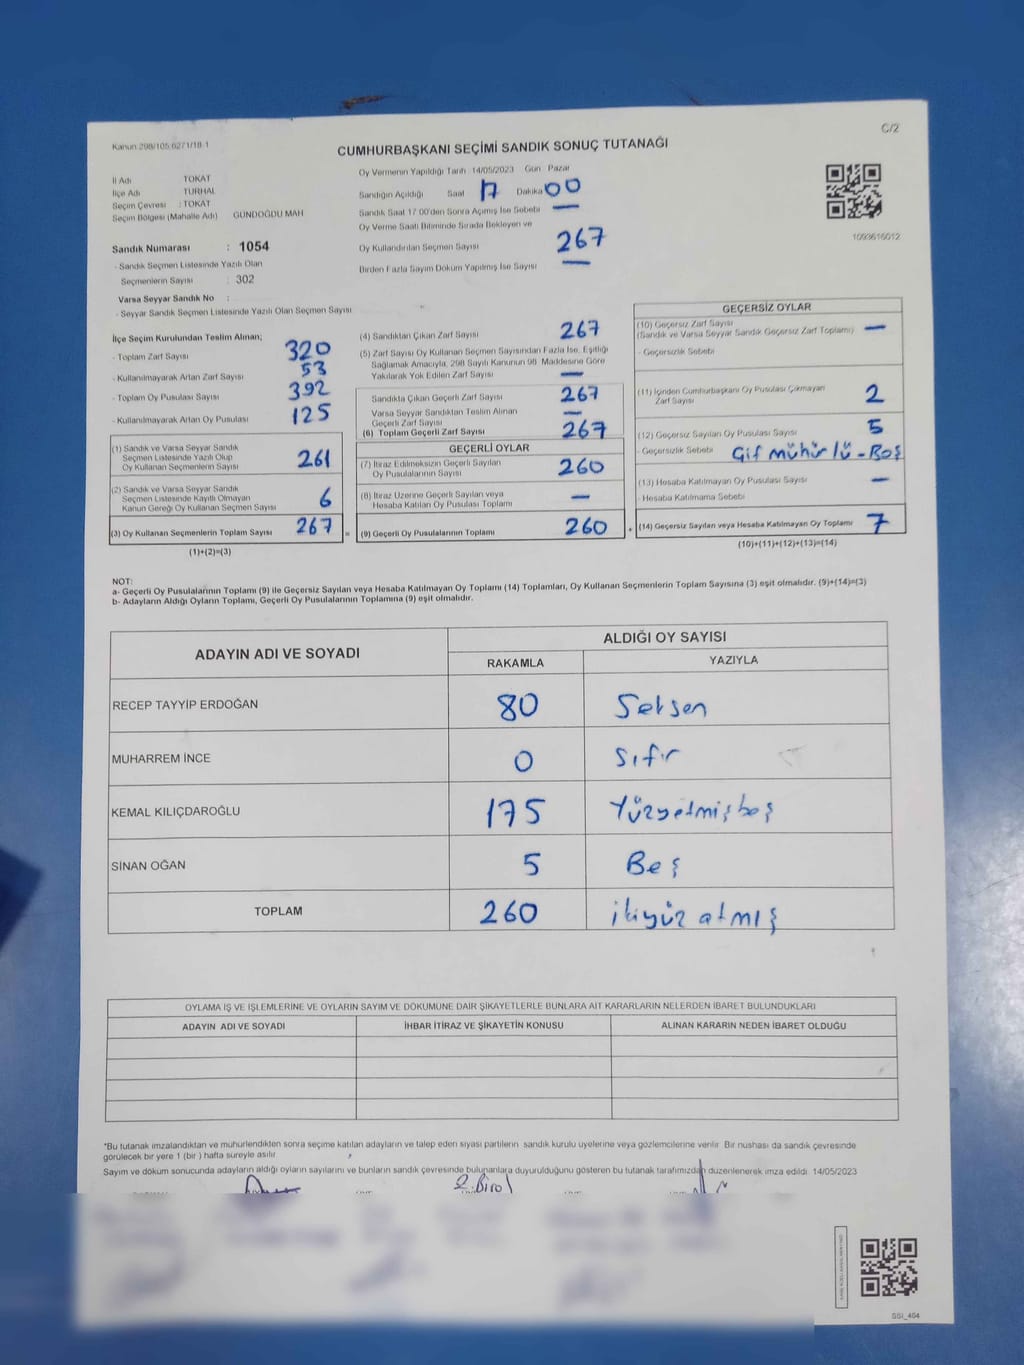 C/2
Kanun 298/105 6271/18 1
CUMHURBAŞKANI SEÇİMİ SANDIK SONUÇ TUTANAĞI
İl Adı TOKAT
İlçe Adı TURHAL
Seçim Çevresi : TOKAT
Seçim Bölgesi (Mahalle Adı) GÜNDOĞDU MAH
Sandık Numarası : 1054
- Sandık Seçmen Listesinde Yazılı Olan
Seçmenlerin Sayısı : 302
Varsa Seyyar Sandık No :
- Seyyar Sandık Seçmen Listesinde Yazılı Olan Seçmen Sayısı
Oy Vermenin Yapıldığı Tarih 14/05/2023 Gün Pazar
Sandığın Açıldığı Saat 17 Dakika 00
Sandık Saat 17 00'den Sonra Açımış İse Sebebi —
Oy Verme Saati Bitiminde Sırada Bekleyen ve
Oy Kullandırılan Seçmen Sayısı 267
Birden Fazla Sayım Döküm Yapılmış İse Sayısı —
1093616012
İlçe Seçim Kurulundan Teslim Alınan;
- Toplam Zarf Sayısı 320
- Kullanılmayarak Artan Zarf Sayısı 53
- Toplam Oy Pusulası Sayısı 392
- Kullanılmayarak Artan Oy Pusulası 125
(1) Sandık ve Varsa Seyyar Sandık
Seçmen Listesinde Yazılı Olup
Oy Kullanan Seçmenlerin Sayısı 261
(2) Sandık ve Varsa Seyyar Sandık
Seçmen Listesinde Kayıtlı Olmayan
Kanun Gereği Oy Kullanan Seçmen Sayısı 6
(3) Oy Kullanan Seçmenlerin Toplam Sayısı 267 =
(1)+(2)=(3)
(4) Sandıktan Çıkan Zarf Sayısı 267
(5) Zarf Sayısı Oy Kullanan Seçmen Sayısından Fazla İse, Eşitliği
Sağlamak Amacıyla, 298 Sayılı Kanunun 98 Maddesine Göre
Yakılarak Yok Edilen Zarf Sayısı —
Sandıkta Çıkan Geçerli Zarf Sayısı 267
Varsa Seyyar Sandıktan Teslim Alınan
Geçerli Zarf Sayısı —
(6) Toplam Geçerli Zarf Sayısı 267
GEÇERLİ OYLAR
(7) İtiraz Edilmeksizin Geçerli Sayılan
Oy Pusulalarının Sayısı 260
(8) İtiraz Üzerine Geçerli Sayılan veya
Hesaba Katılan Oy Pusulası Toplamı —
(9) Geçerli Oy Pusulalarının Toplamı 260 +
GEÇERSİZ OYLAR
(10) Geçersiz Zarf Sayısı
(Sandık ve Varsa Seyyar Sandık Geçersiz Zarf Toplamı) —
- Geçersizlik Sebebi
(11) İçinden Cumhurbaşkanı Oy Pusulası Çıkmayan
Zarf Sayısı 2
(12) Geçersiz Sayılan Oy Pusulası Sayısı 5
- Geçersizlik Sebebi Çif mühürlü - Boş
(13) Hesaba Katılmayan Oy Pusulası Sayısı —
- Hesaba Katılmama Sebebi
(14) Geçersiz Sayılan veya Hesaba Katılmayan Oy Toplamı 7
(10)+(11)+(12)+(13)=(14)
NOT:
a- Geçerli Oy Pusulalarının Toplamı (9) ile Geçersiz Sayılan veya Hesaba Katılmayan Oy Toplamı (14) Toplamları, Oy Kullanan Seçmenlerin Toplam Sayısına (3) eşit olmalıdır. (9)+(14)=(3)
b- Adayların Aldığı Oyların Toplamı, Geçerli Oy Pusulalarının Toplamına (9) eşit olmalıdır.
ADAYIN ADI VE SOYADI ALDIĞI OY SAYISI
RAKAMLA YAZIYLA
RECEP TAYYİP ERDOĞAN 80 Seksen
MUHARREM İNCE 0 Sıfır
KEMAL KILIÇDAROĞLU 175 Yüzyetmişbeş
SİNAN OĞAN 5 Beş
TOPLAM 260 ikiyüz atmış
OYLAMA İŞ VE İŞLEMLERİNE VE OYLARIN SAYIM VE DÖKÜMÜNE DAİR ŞİKAYETLERLE BUNLARA AİT KARARLARIN NELERDEN İBARET BULUNDUKLARI
ADAYIN ADI VE SOYADI İHBAR İTİRAZ VE ŞİKAYETİN KONUSU ALINAN KARARIN NEDEN İBARET OLDUĞU
*Bu tutanak imzalandıktan ve mühürlendikten sonra seçime katılan adayların ve talep eden siyasi partilerin sandık kurulu üyelerine veya gözlemcilerine verilir. Bir nüshası da sandık çevresinde
görülecek bir yere 1 (bir ) hafta süreyle asılır.
Sayım ve döküm sonucunda adayların aldığı oyların sayılarını ve bunların sandık çevresinde bulunanlara duyurulduğunu gösteren bu tutanak tarafımızdan düzenlenerek imza edildi. 14/05/2023
Birol
SSI_464